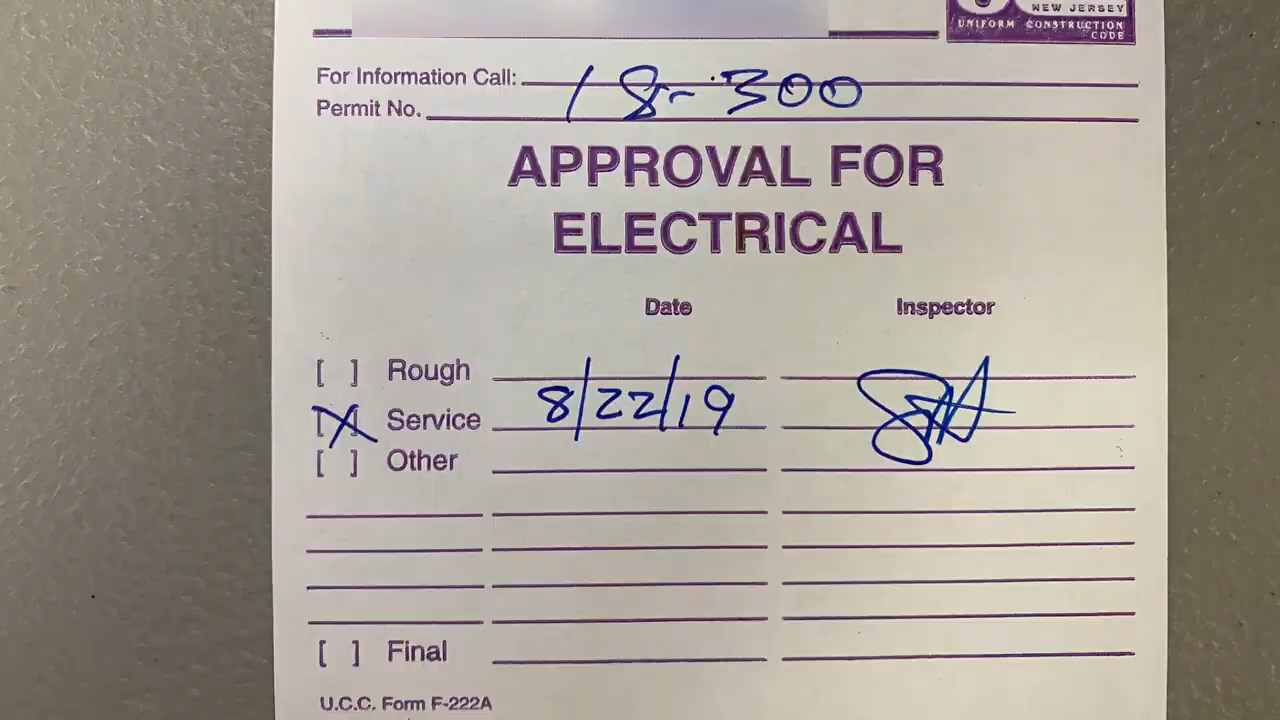 NEW JERSEY
UNIFORM CONSTRUCTION
CODE
For Information Call:
Permit No. 18-300
APPROVAL FOR
ELECTRICAL
Date Inspector
[ ] Rough
[X] Service 8/22/19
[ ] Other
[ ] Final
U.C.C. Form F-222A